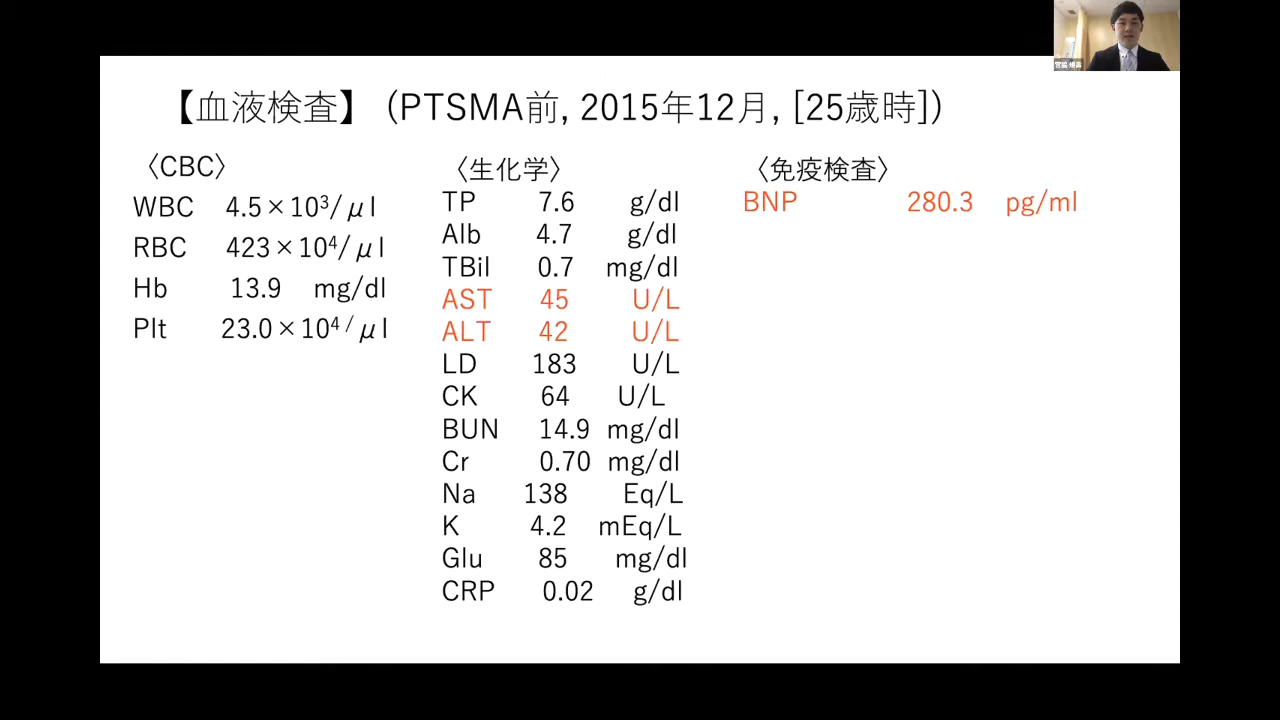 【血液検査】 (PTSMA前, 2015年12月, [25歳時])
〈CBC〉
WBC 4.5×10³/μl
RBC 423×10⁴/μl
Hb 13.9 mg/dl
Plt 23.0×10⁴/μl
〈生化学〉
TP 7.6 g/dl
Alb 4.7 g/dl
TBil 0.7 mg/dl
AST 45 U/L
ALT 42 U/L
LD 183 U/L
CK 64 U/L
BUN 14.9 mg/dl
Cr 0.70 mg/dl
Na 138 Eq/L
K 4.2 mEq/L
Glu 85 mg/dl
CRP 0.02 g/dl
〈免疫検査〉
BNP 280.3 pg/ml